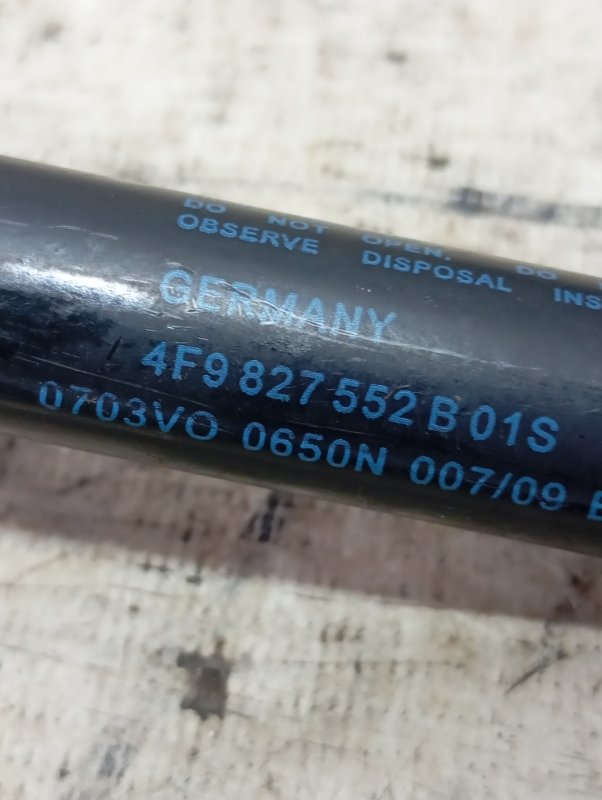 DO NOT OPEN. DO
OBSERVE DISPOSAL INS
GERMANY
4F9 827 552 B 01S
0703VO 0650N 007/09